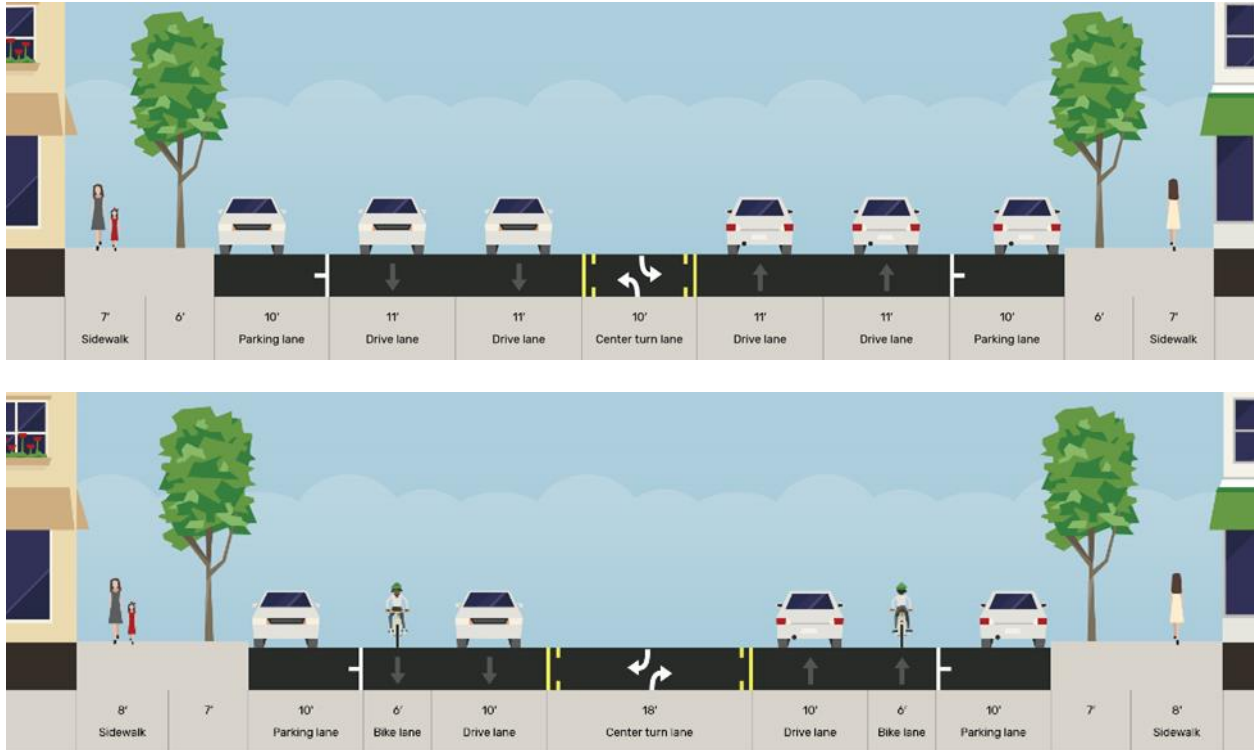 7' 6' 10' 11' 11' 10' 11' 11' 10' 6' 7'
Sidewalk Parking lane Drive lane Drive lane Center turn lane Drive lane Drive lane Parking lane Sidewalk
8' 7' 10' 6' 10' 18' 10' 6' 10' 7' 8'
Sidewalk Parking lane Bike lane Drive lane Center turn lane Drive lane Bike lane Parking lane Sidewalk